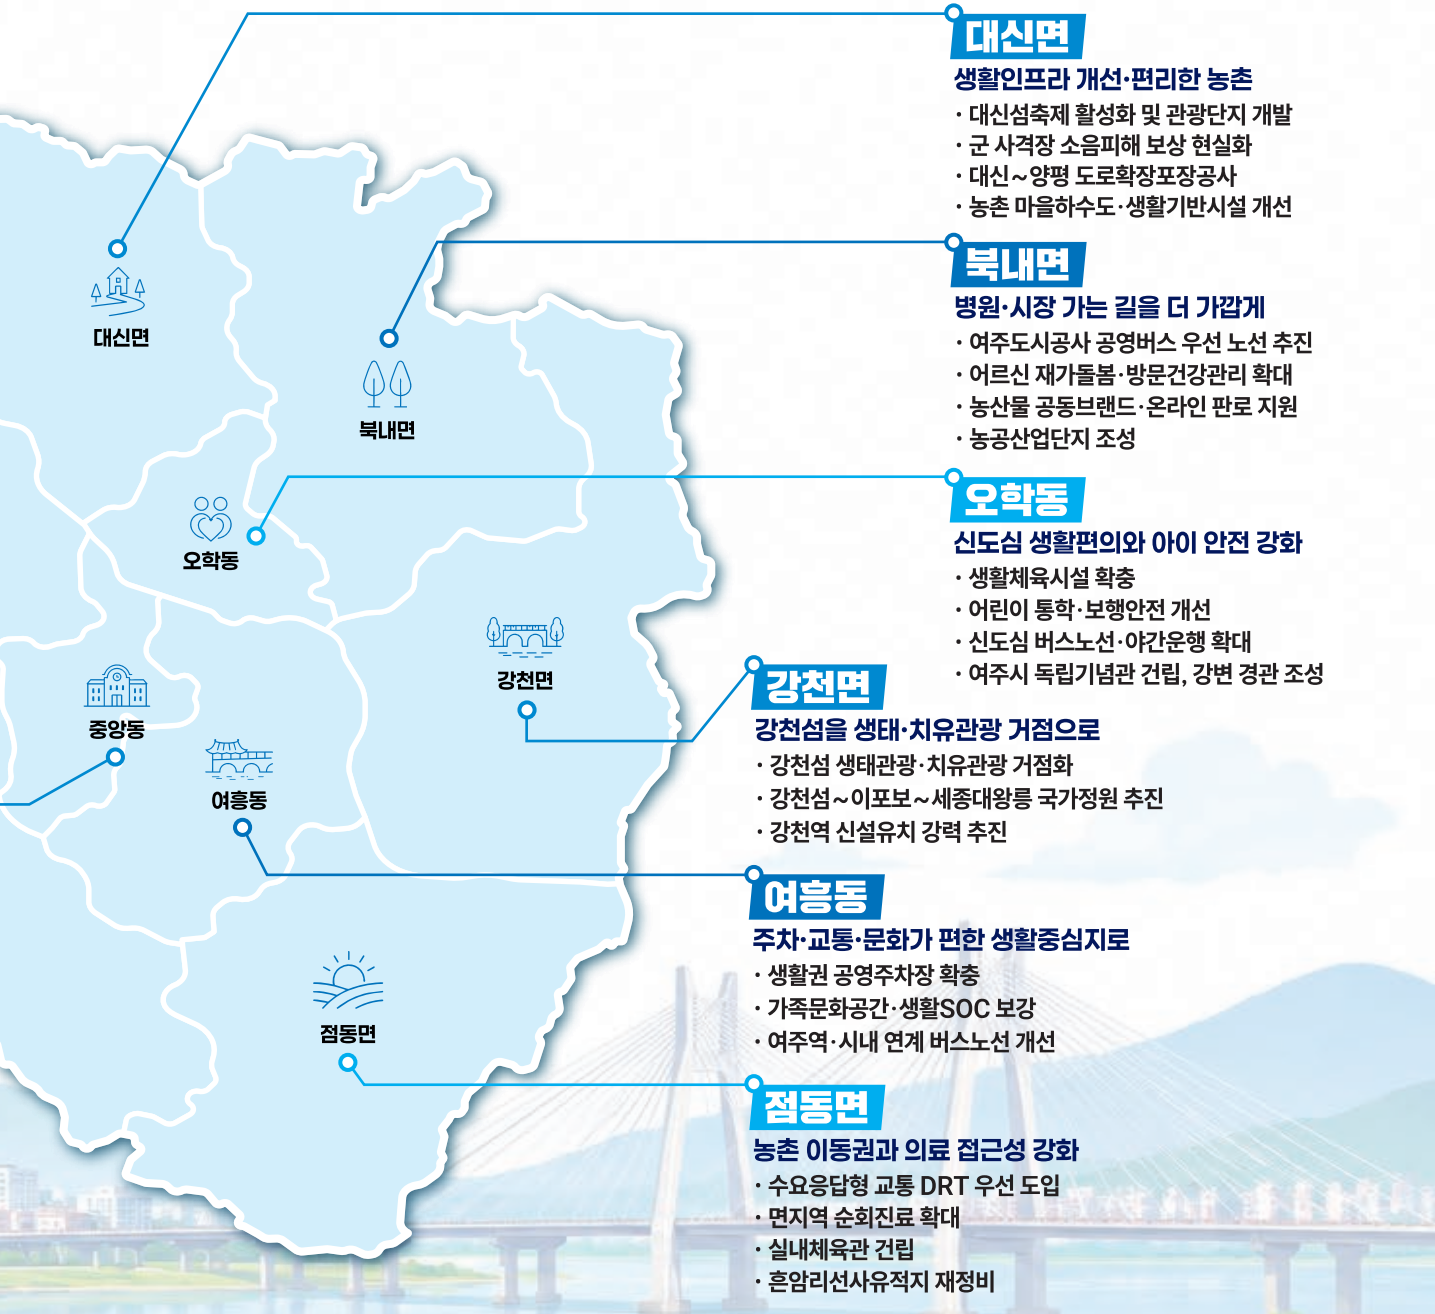 대신면
생활인프라 개선·편리한 농촌
· 대신섬축제 활성화 및 관광단지 개발
· 군 사격장 소음피해 보상 현실화
· 대신~양평 도로확장포장공사
· 농촌 마을하수도·생활기반시설 개선
북내면
병원·시장 가는 길을 더 가깝게
· 여주도시공사 공영버스 우선 노선 추진
· 어르신 재가돌봄·방문건강관리 확대
· 농산물 공동브랜드·온라인 판로 지원
· 농공산업단지 조성
오학동
신도심 생활편의와 아이 안전 강화
· 생활체육시설 확충
· 어린이 통학·보행안전 개선
· 신도심 버스노선·야간운행 확대
· 여주시 독립기념관 건립, 강변 경관 조성
강천면
강천섬을 생태·치유관광 거점으로
· 강천섬 생태관광·치유관광 거점화
· 강천섬~이포보~세종대왕릉 국가정원 추진
· 강천역 신설유치 강력 추진
여흥동
주차·교통·문화가 편한 생활중심지로
· 생활권 공영주차장 확충
· 가족문화공간·생활SOC 보강
· 여주역·시내 연계 버스노선 개선
점동면
농촌 이동권과 의료 접근성 강화
· 수요응답형 교통 DRT 우선 도입
· 면지역 순회진료 확대
· 실내체육관 건립
· 흔암리선사유적지 재정비
대신면
북내면
오학동
강천면
중앙동
여흥동
점동면